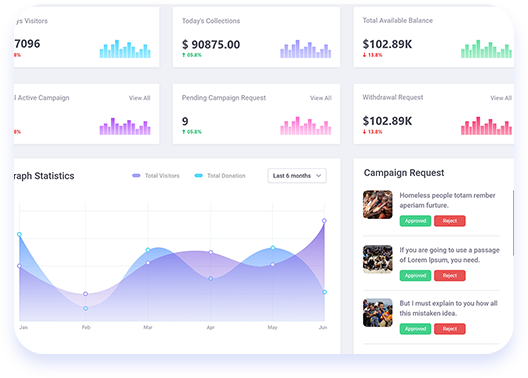 ys Visitors
Today's Collections
Total Available Balance
7096
$ 90875.00
$102.89K
8%
↑ 05.8%
↓ 13.8%
l Active Campaign
View All
Pending Campaign Request
View All
Withdrawal Request
View All
9
$102.89K
8%
↑ 05.8%
↓ 13.8%
raph Statistics
Total Visitors
Total Donation
Last 6 months
Jan
Feb
Mar
Apr
May
Jun
Campaign Request
Homeless people totam rember
aperiam furture.
Approved
Reject
If you are going to use a passage
of Lorem Ipsum, you need.
Approved
Reject
But I must explain to you how all
this mistaken idea.
Approved
Reject